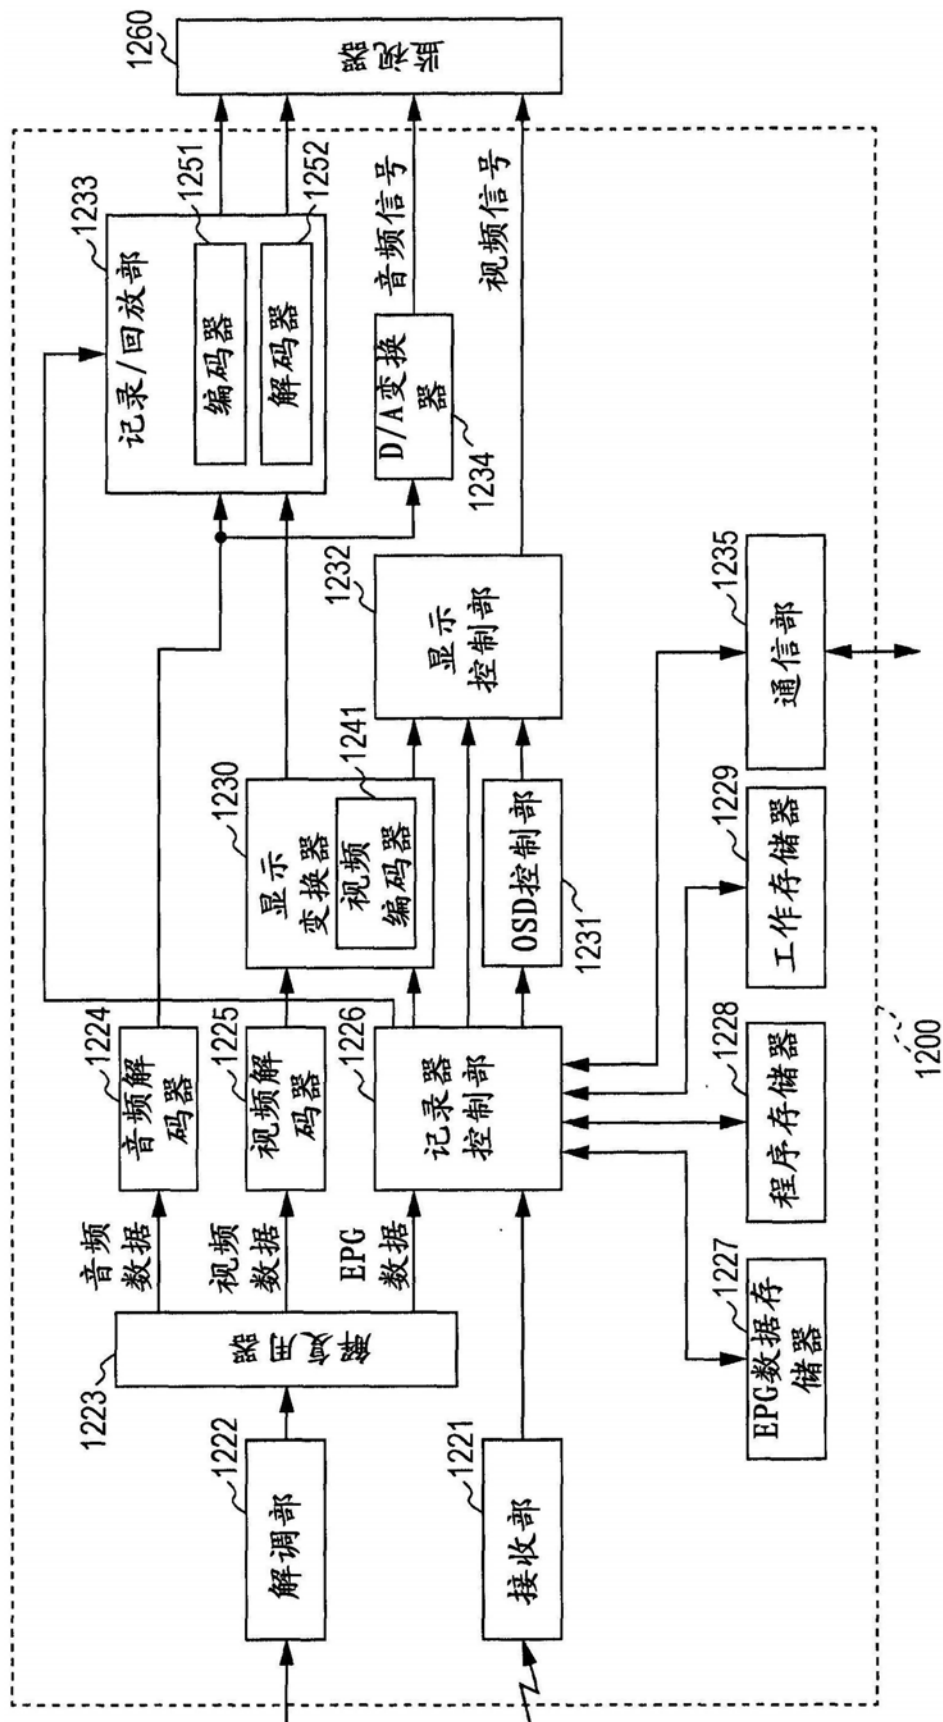 1260
监视器
1233
记录/回放部
1251
编码器
1252
解码器
音频信号
视频信号
D/A变换
器
1234
1232
显示
控制部
1230
显示
变换器
1241
视频
编码器
OSD控制部
1231
1235
通信部
1229
工作存储器
1228
程序存储器
1227
EPG数据存
储器
1224
音频解
码器
1225
视频解
码器
1226
记录器
控制部
音频
数据
视频
数据
EPG
数据
1223
解复用器
1222
解调部
1221
接收部
1200